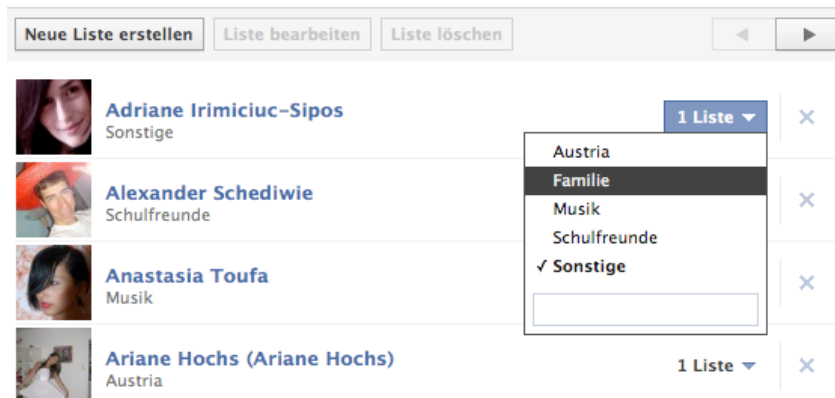 Neue Liste erstellen Liste bearbeiten Liste löschen
Adriane Irimiciuc-Sipos
Sonstige
1 Liste
Austria
Familie
Musik
Schulfreunde
✓ Sonstige
Alexander Schediwie
Schulfreunde
Anastasia Toufa
Musik
Ariane Hochs (Ariane Hochs)
Austria
1 Liste